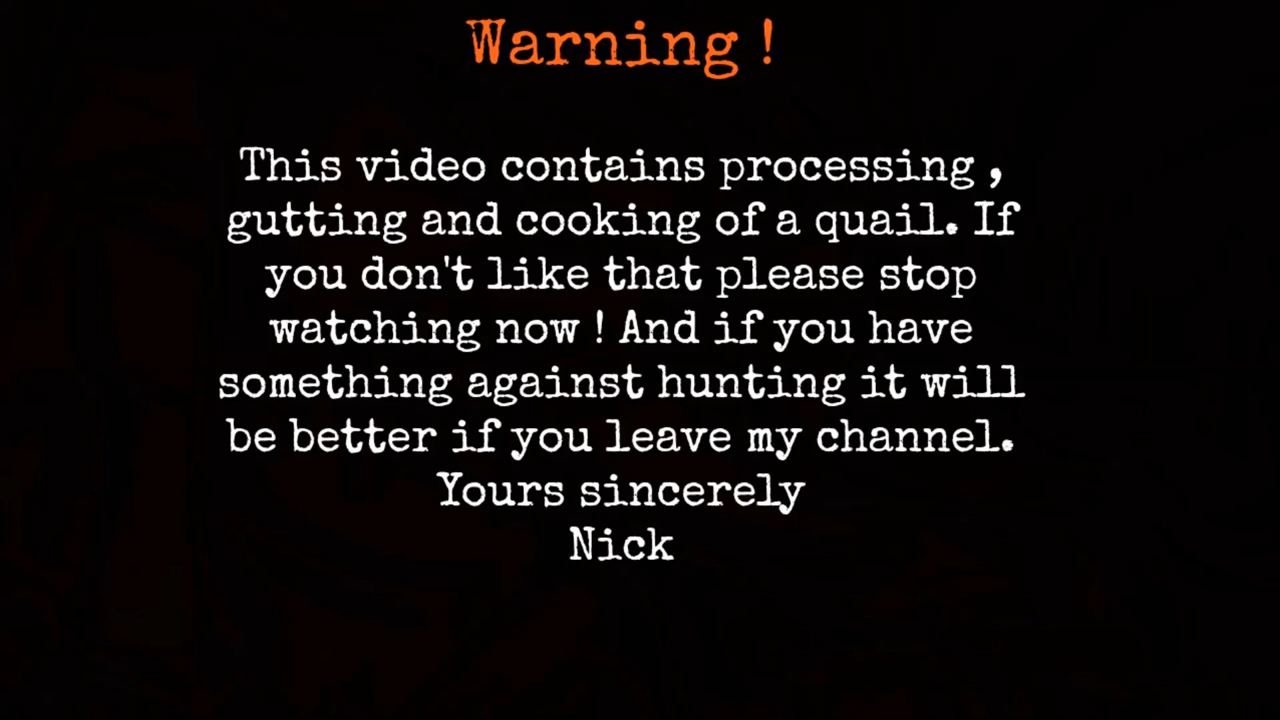 Warning !
This video contains processing ,
gutting and cooking of a quail. If
you don't like that please stop
watching now ! And if you have
something against hunting it will
be better if you leave my channel.
Yours sincerely
Nick